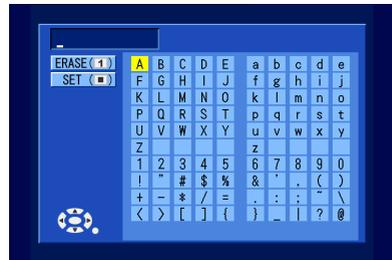 _
ERASE ( 1 )
SET ( ■ )
A B C D E a b c d e
F G H I J f g h i j
K L M N O k l m n o
P Q R S T p q r s t
U V W X Y u v w x y
Z z
1 2 3 4 5 6 7 8 9 0
! " # $ % & ' , ( )
+ - * / = . : ; ~ \
< > [ ] { } _ | ? @